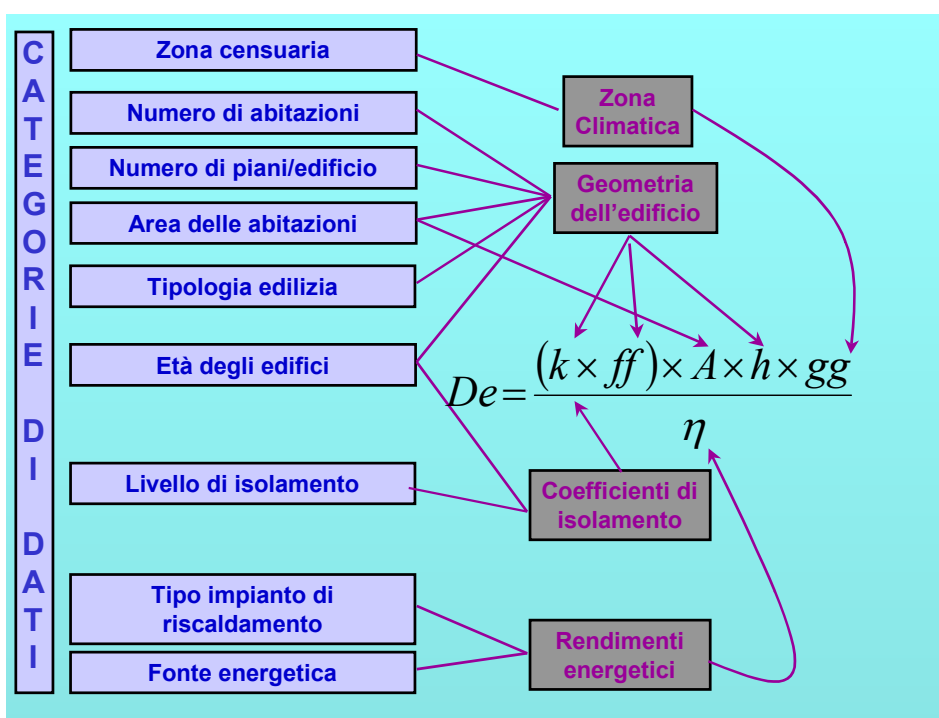 CATEGORIE DI DATI
Zona censuaria
Numero di abitazioni
Numero di piani/edificio
Area delle abitazioni
Tipologia edilizia
Età degli edifici
Livello di isolamento
Tipo impianto di
riscaldamento
Fonte energetica
Zona
Climatica
Geometria
dell'edificio
De = (k × ff) × A × h × gg
η
Coefficienti di
isolamento
Rendimenti
energetici